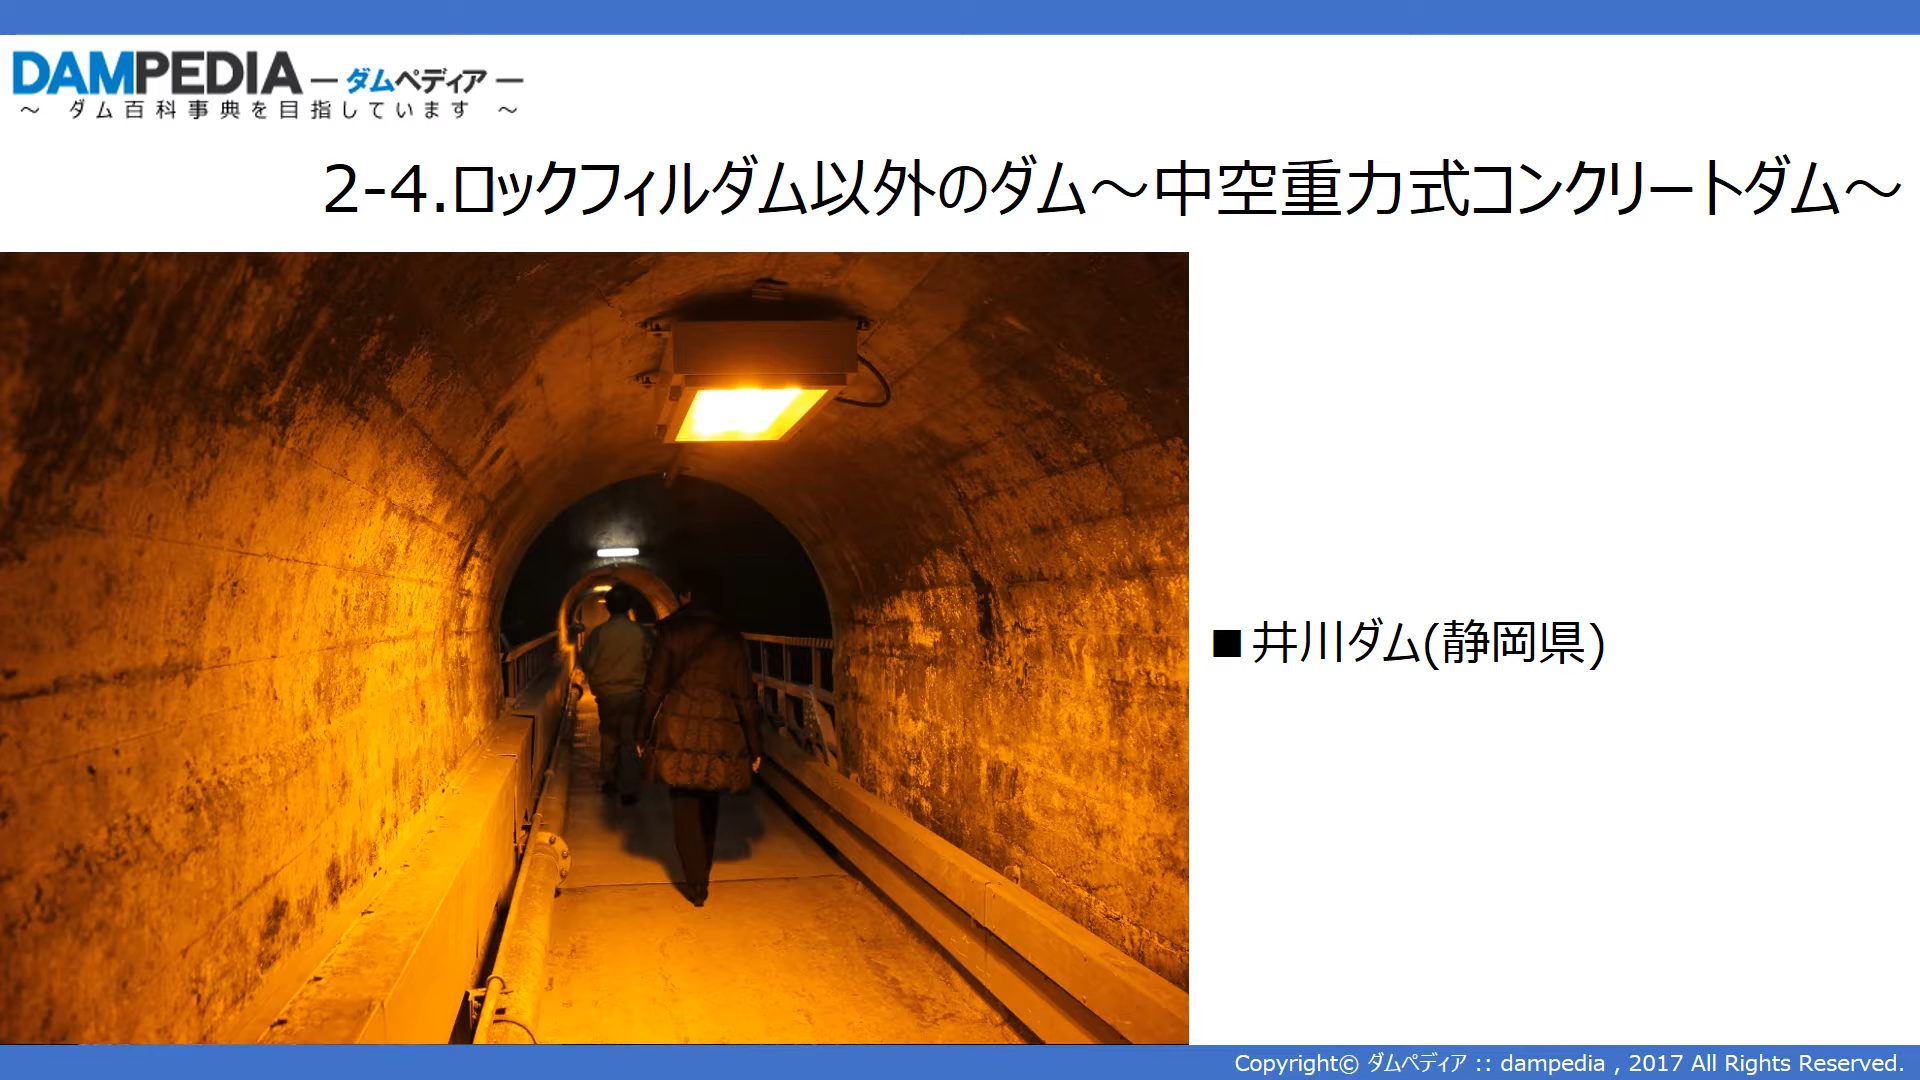 DAMPEDIA ― ダムペディア ―
～ ダム百科事典を目指しています ～
2-4.ロックフィルダム以外のダム～中空重力式コンクリートダム～
■井川ダム(静岡県)
Copyright© ダムペディア :: dampedia , 2017 All Rights Reserved.